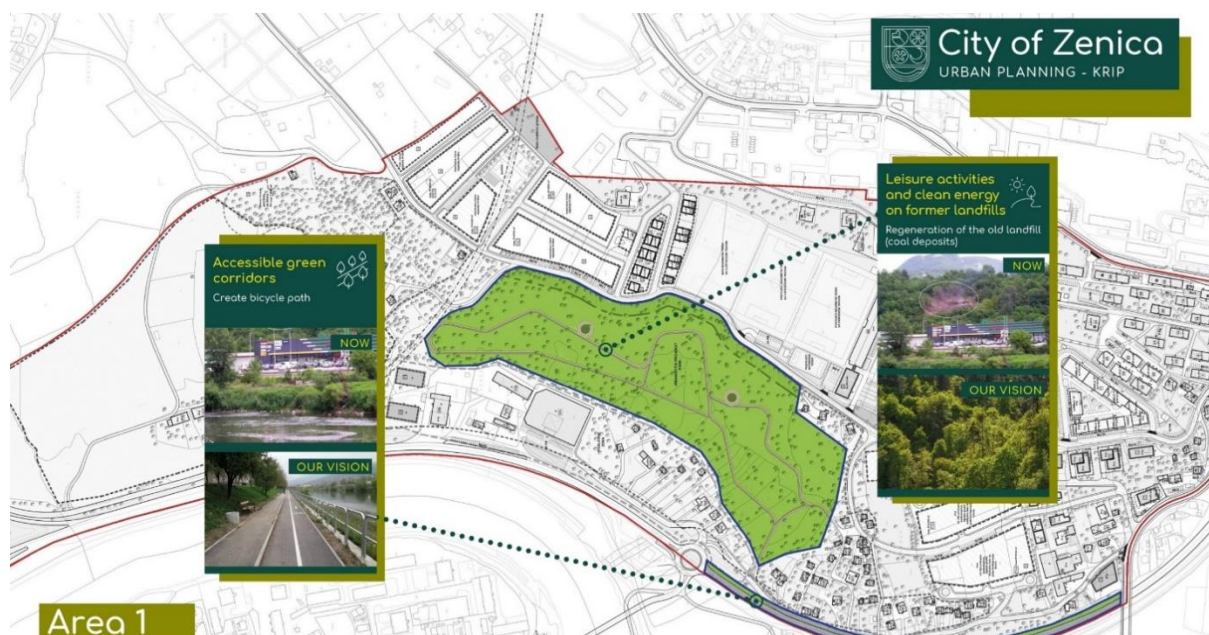 City of Zenica
URBAN PLANNING - KRIP
Leisure activities
and clean energy
on former landfills
Regeneration of the old landfill
(coal deposits)
NOW
OUR VISION
Accessible green
corridors
Create bicycle path
NOW
OUR VISION
Area 1